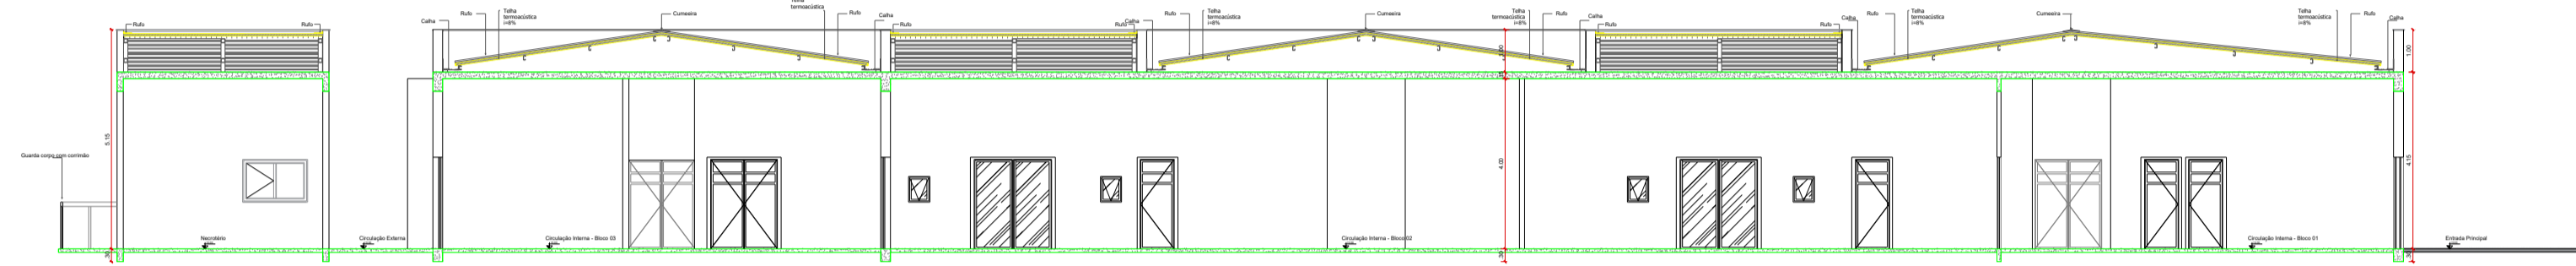 Rufo
Rufo
Calha
Rufo
Telha
termoacústica
i=8%
Cumeeira
Telha
termoacústica
Rufo
Calha
Rufo
Rufo
Calha
Rufo
Telha
termoacústica
i=8%
Cumeeira
Telha
termoacústica
i=8%
Rufo
Calha
Rufo
Rufo
Calha
Rufo
Telha
termoacústica
i=8%
Cumeeira
Telha
termoacústica
i=8%
Rufo
Calha
1.00
5.15
4.00
4.15
Guarda corpo com corrimão
Necrotério
Circulação Externa
Circulação Interna - Bloco 03
Circulação Interna - Bloco 02
Circulação Interna - Bloco 01
Entrada Principal
30
30